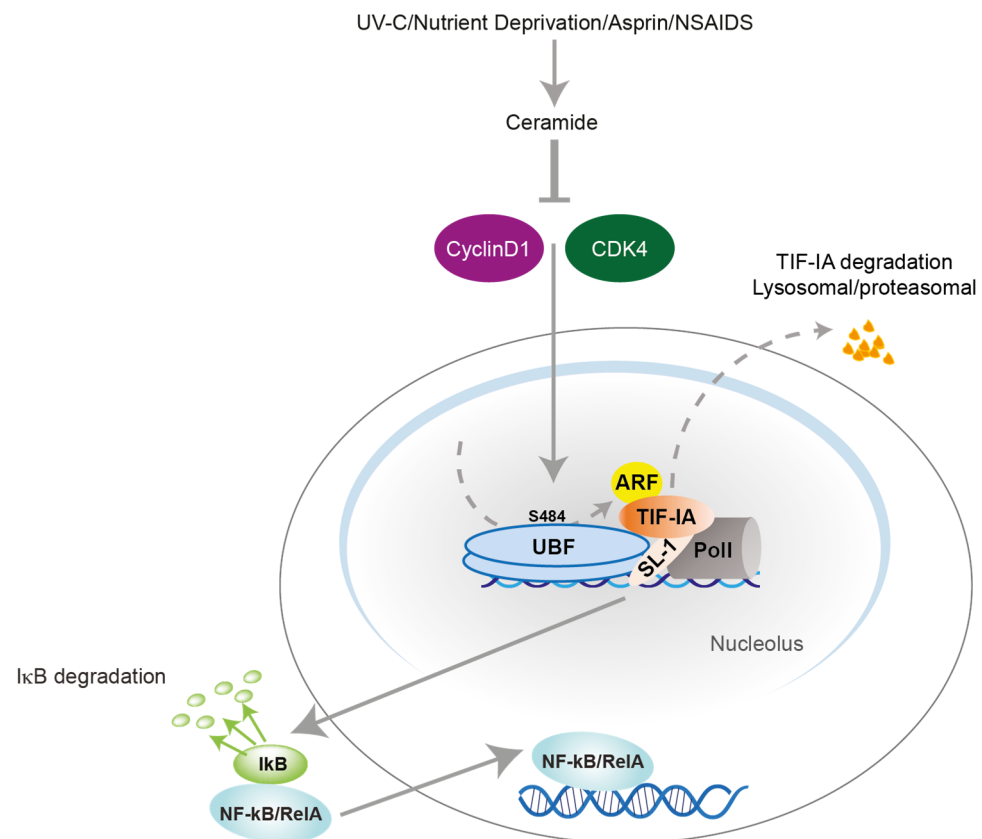 UV-C/Nutrient Deprivation/Asprin/NSAIDS
Ceramide
CyclinD1
CDK4
TIF-IA degradation
Lysosomal/proteasomal
ARF
S484
TIF-IA
UBF
SL-1
PolI
Nucleolus
IκB degradation
IkB
NF-kB/RelA
NF-kB/RelA